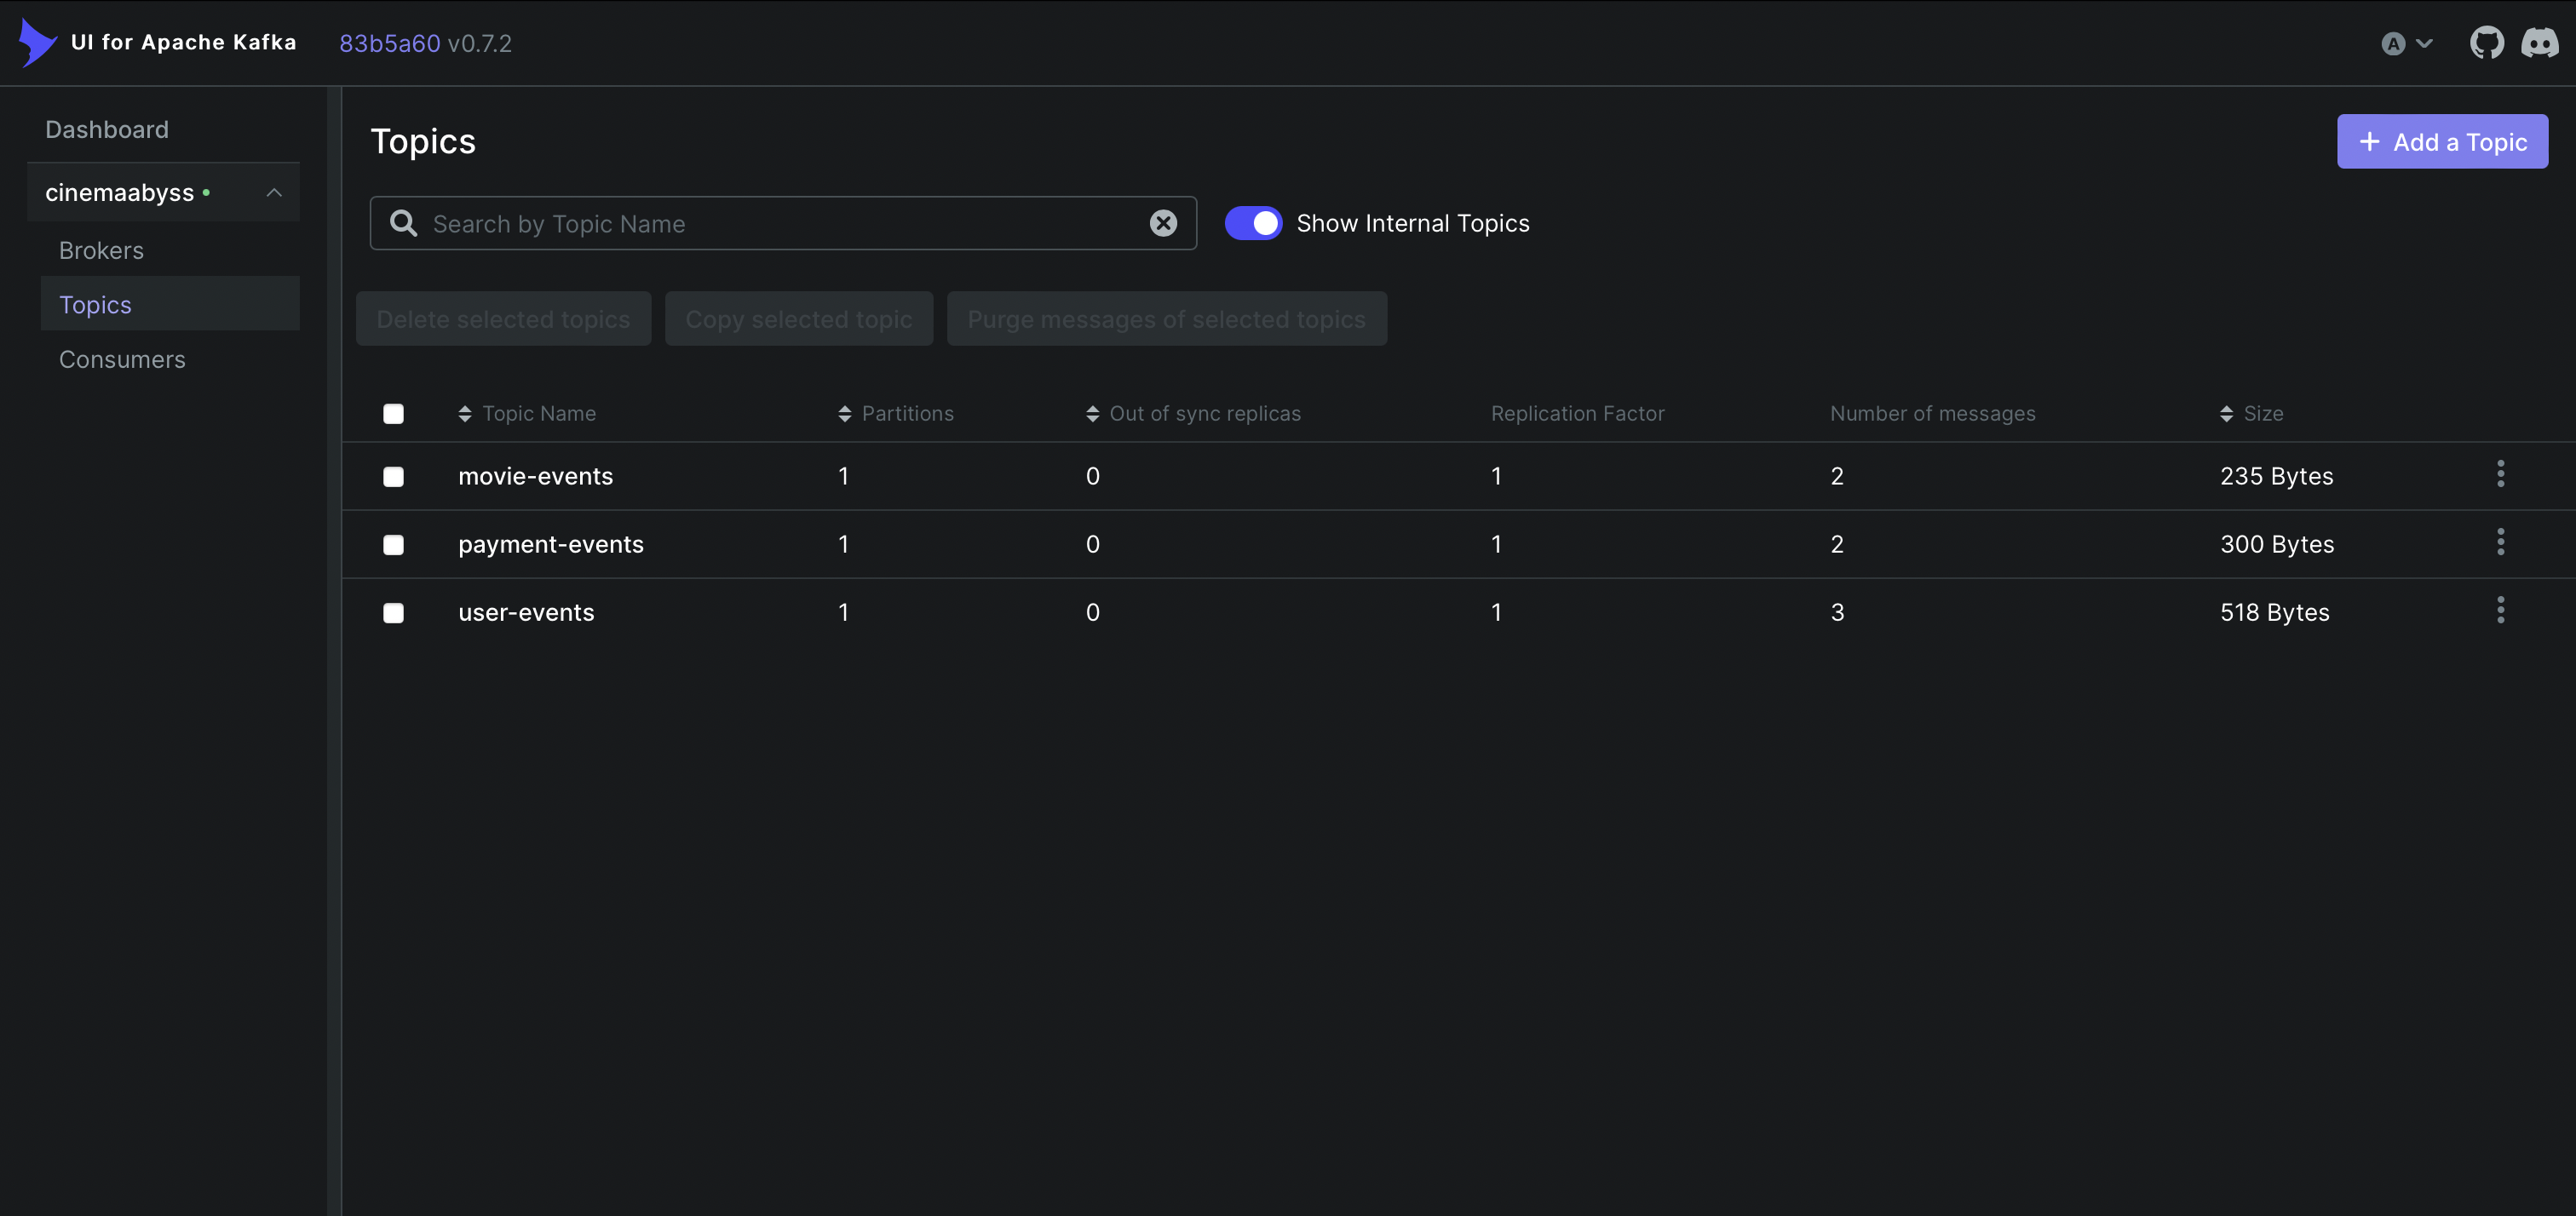 UI for Apache Kafka 83b5a60 v0.7.2 A
Dashboard
cinemaabyss
Brokers
Topics
Consumers
Topics
+ Add a Topic
Search by Topic Name
Show Internal Topics
Delete selected topics Copy selected topic Purge messages of selected topics
Topic Name Partitions Out of sync replicas Replication Factor Number of messages Size
movie-events 1 0 1 2 235 Bytes
payment-events 1 0 1 2 300 Bytes
user-events 1 0 1 3 518 Bytes